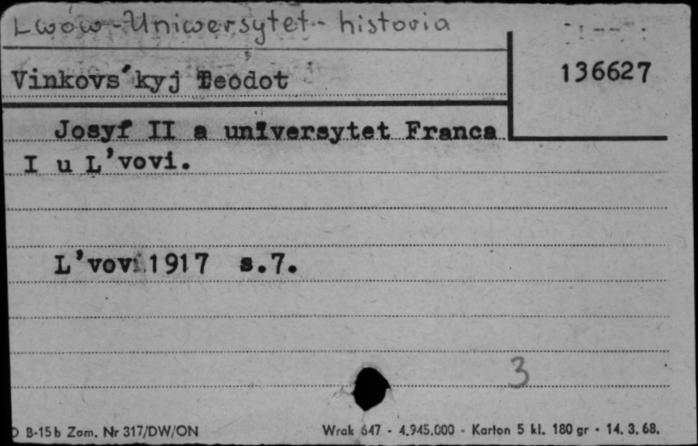 Lwów - Uniwersytet - historia
136627
Vinkovs'kyj Teodot
Josyf II a universytet Franca
I u L'vovi.
L'vovi 1917 s.7.
3
B-15b Zam. Nr 317/DW/ON
Wrak 647 - 4.945.000 - Karton 5 kl. 180 gr - 14. 3. 68.